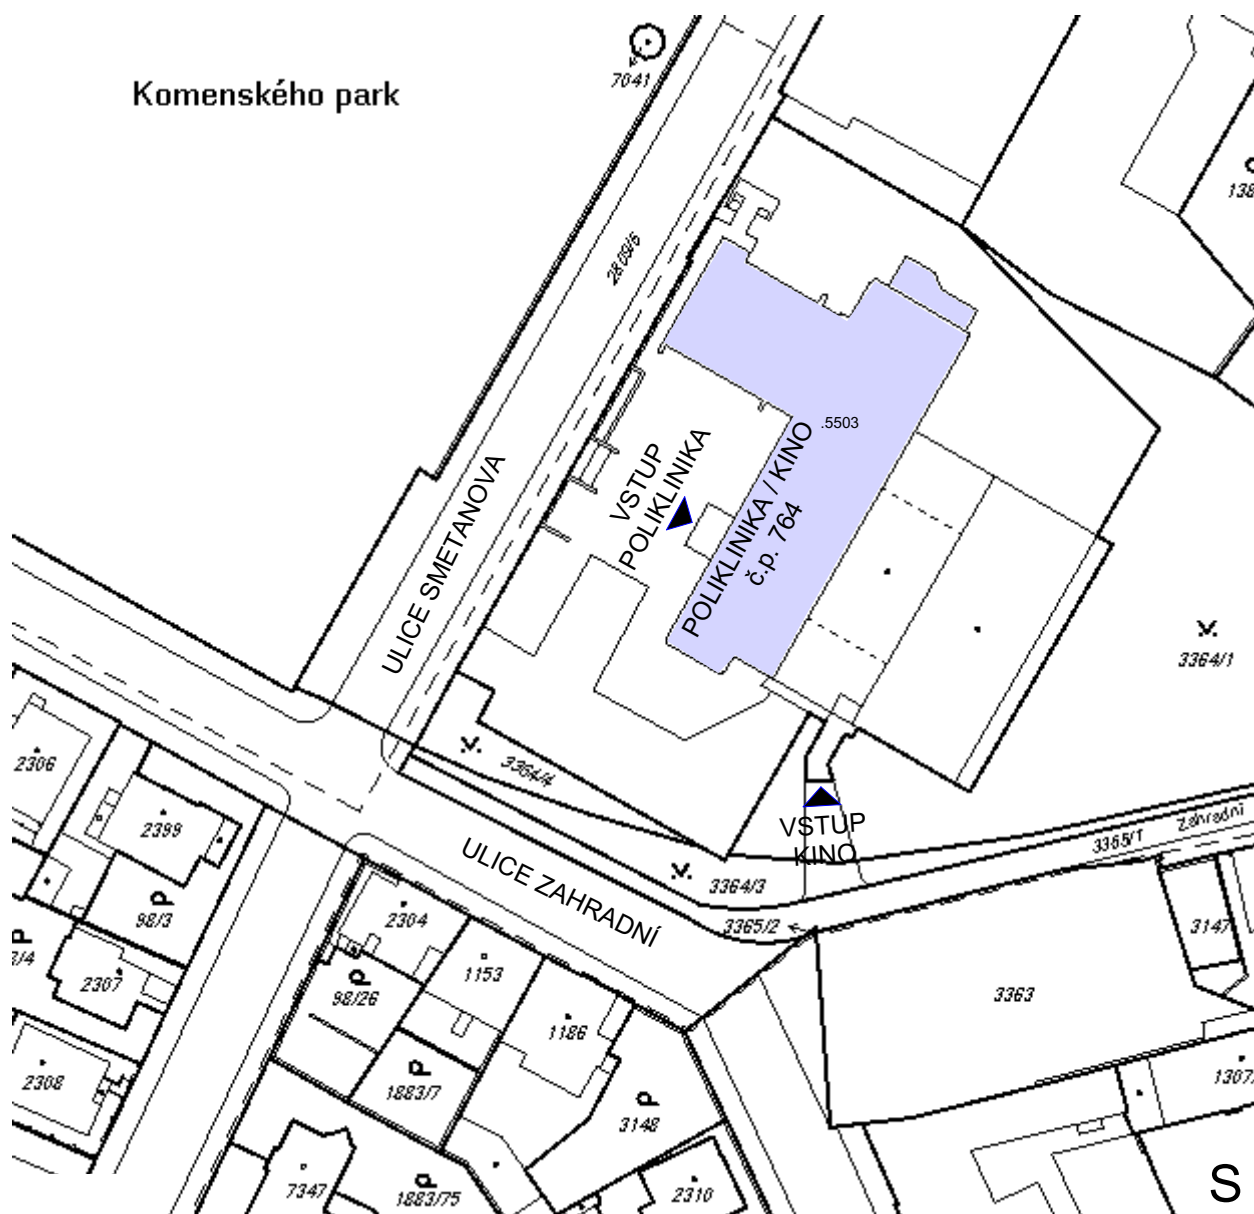 7041
Komenského park
138
2809/6
.5503
VSTUP
POLIKLINIKA
POLIKLINIKA / KINO
č.p. 764
ULICE SMETANOVA
3364/1
2306
3364/4
2399
VSTUP
KINO
Zahradní
3365/1
ULICE ZAHRADNÍ
3364/3
98/3
2304
3365/2
3147
2307
1153
98/26
3363
1186
2308
1883/7
1307
3148
7347
1883/75
2310
S